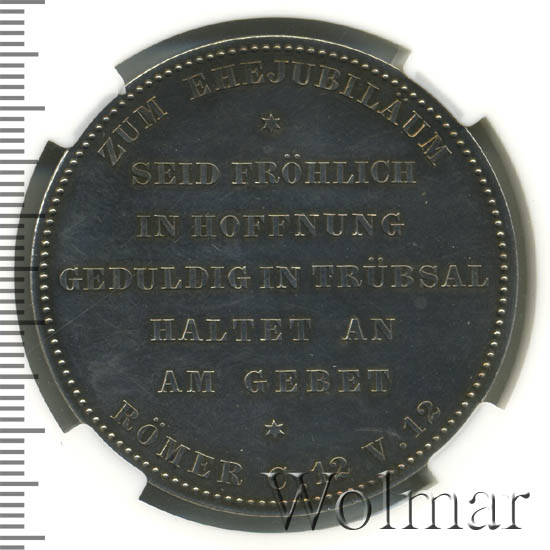 ZUM EHEJUBILÄUM
SEID FRÖHLICH
IN HOFFNUNG
GEDULDIG IN TRÜBSAL
HALTET AN
AM GEBET
RÖMER C. 12 V. 12
Wolmar